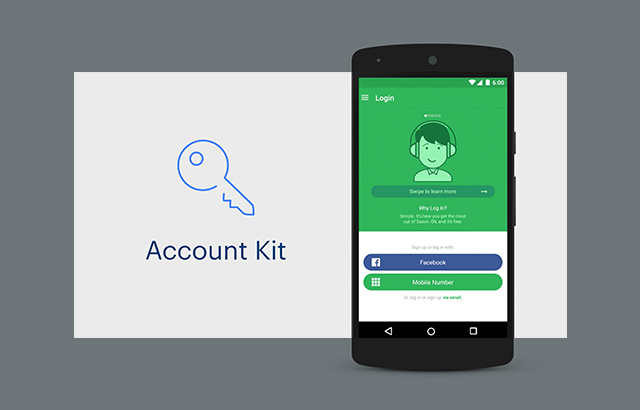 Account Kit
6:00
Login
Swipe to learn more
Why Log In?
Simple. It's how you get the most
out of Saavn. Oh, and it's free.
Sign up or log in with:
Facebook
Mobile Number
Or, log in or sign up via email.